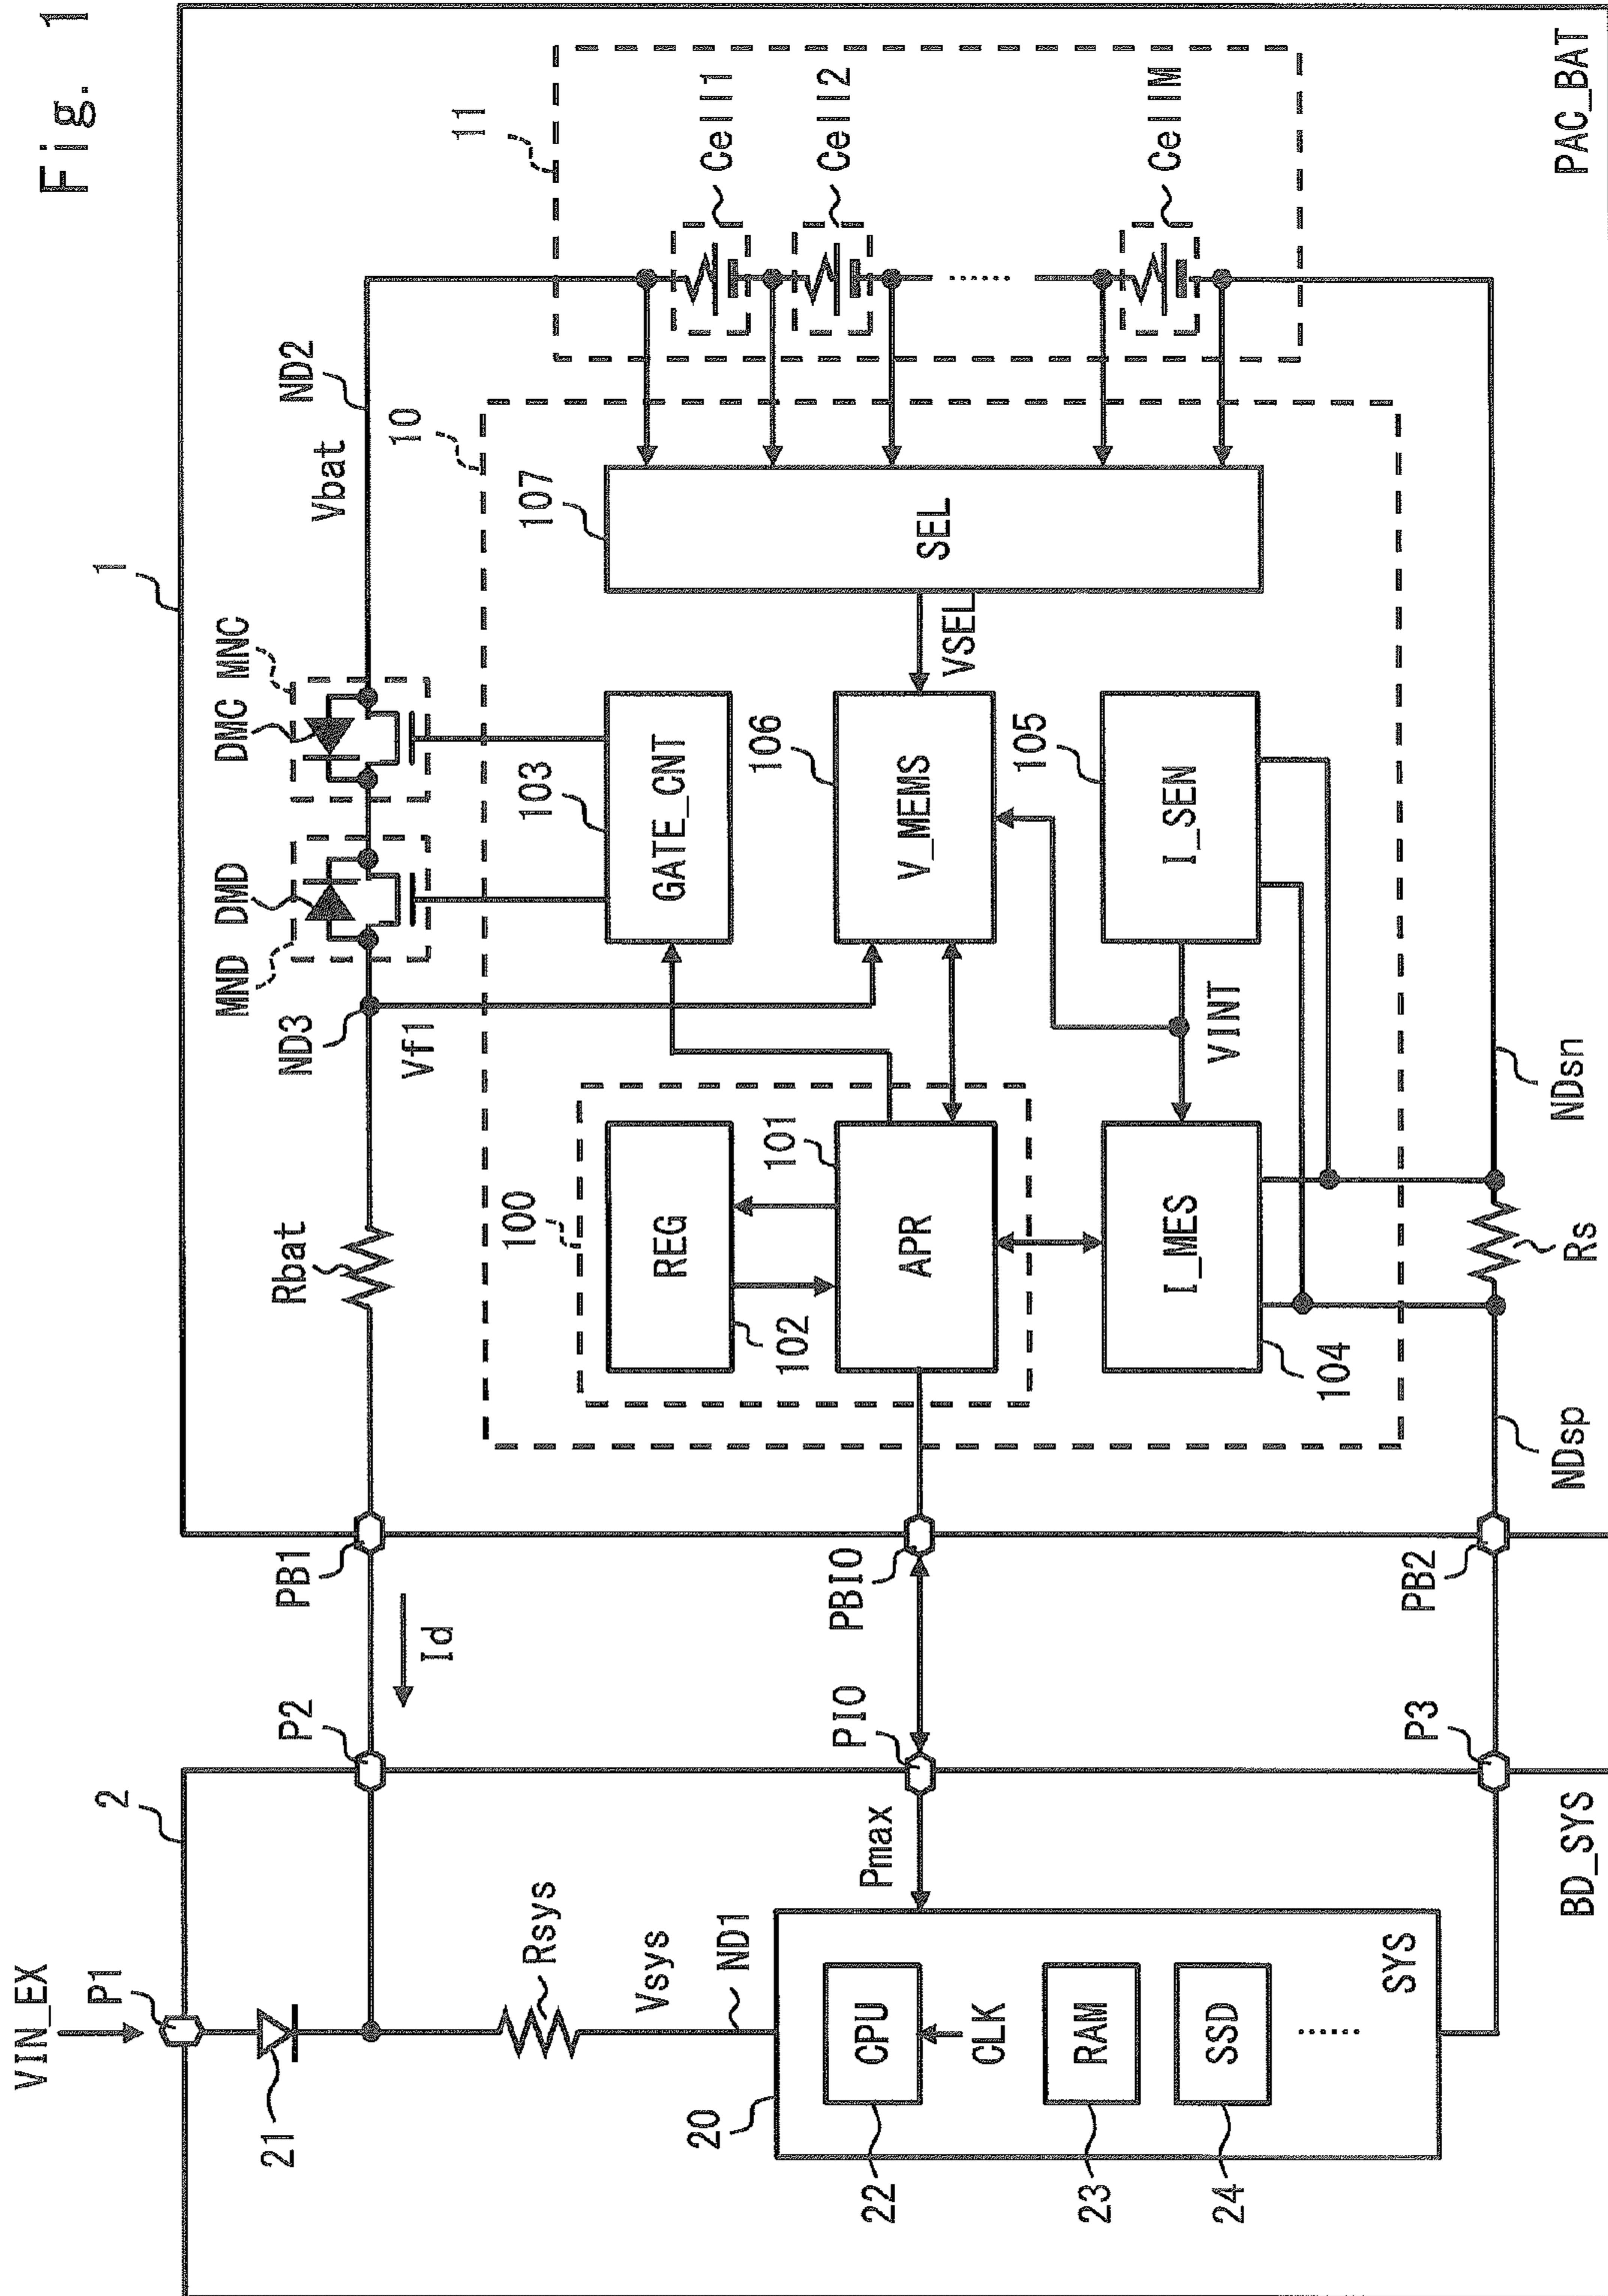 Fig. 1
VIN_EX
P1
21
2
Rsys
Vsys
ND1
20
CPU
22
CLK
RAM
23
SSD
24
SYS
BD_SYS
P2
PIO
Pmax
P3
Id
PB1
PBIO
PB2
1
Rbat
ND3
Vf1
MND
DMD
DMC
MNC
Vbat
ND2
10
11
100
REG
102
APR
101
GATE_CNT
103
V_MEMS
106
I_MES
104
I_SEN
105
VINT
VSEL
SEL
107
Cell1
Cell2
CellM
NDsp
Rs
NDsn
PAC_BAT